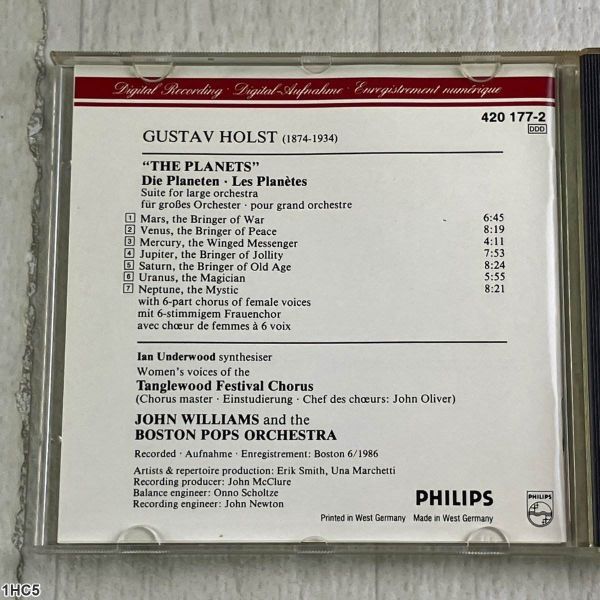 Digital Recording · Digital-Aufnahme · Enregistrement numérique
420 177-2
DDD
GUSTAV HOLST (1874-1934)
"THE PLANETS"
Die Planeten · Les Planètes
Suite for large orchestra
für großes Orchester · pour grand orchestre
1 Mars, the Bringer of War 6:45
2 Venus, the Bringer of Peace 8:19
3 Mercury, the Winged Messenger 4:11
4 Jupiter, the Bringer of Jollity 7:53
5 Saturn, the Bringer of Old Age 8:24
6 Uranus, the Magician 5:55
7 Neptune, the Mystic 8:21
with 6-part chorus of female voices
mit 6-stimmigem Frauenchor
avec chœur de femmes à 6 voix
Ian Underwood synthesiser
Women's voices of the
Tanglewood Festival Chorus
(Chorus master · Einstudierung · Chef des chœurs: John Oliver)
JOHN WILLIAMS and the
BOSTON POPS ORCHESTRA
Recorded · Aufnahme · Enregistrement: Boston 6/1986
Artists & repertoire production: Erik Smith, Una Marchetti
Recording producer: John McClure
Balance engineer: Onno Scholtze
Recording engineer: John Newton
PHILIPS
PHILIPS
Printed in West Germany Made in West Germany
1HC5